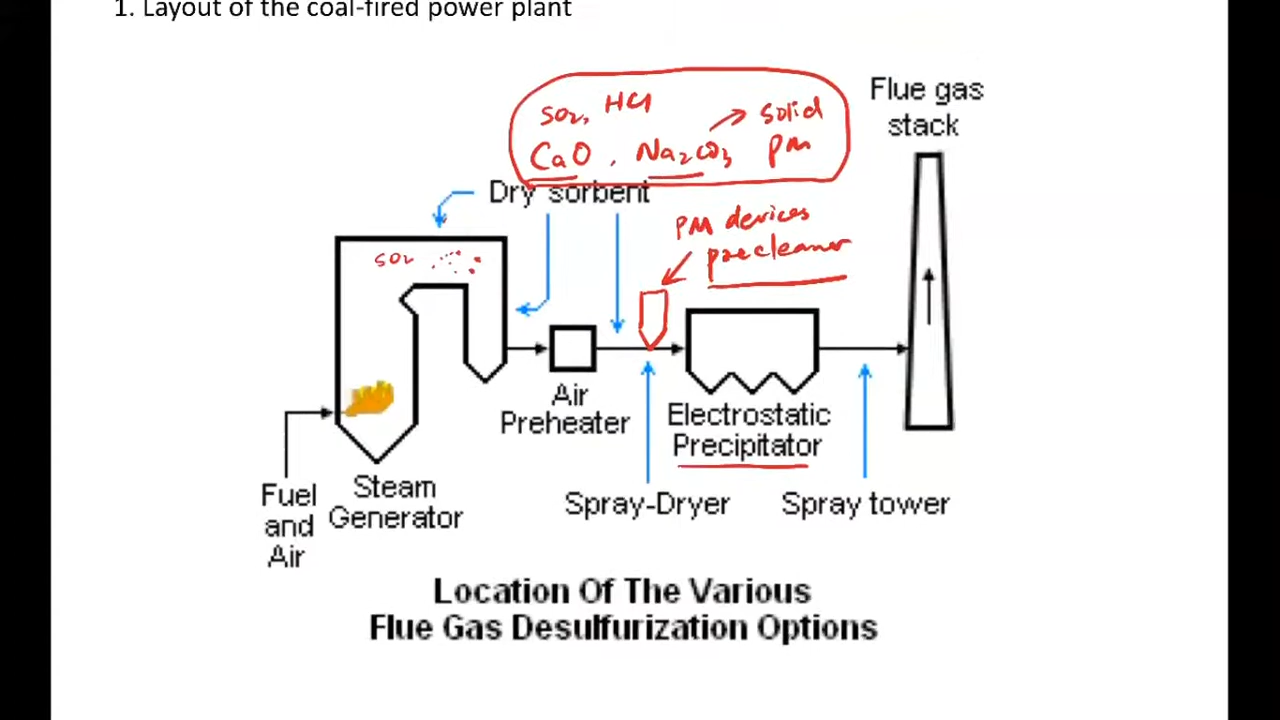 1. Layout of the coal-fired power plant
Flue gas
stack
SO2, HCl
CaO, Na2CO3 → solid
PM
Dry sorbent
PM devices
precleaner
SO2
Air
Preheater
Electrostatic
Precipitator
Fuel
and
Air
Steam
Generator
Spray-Dryer
Spray tower
Location Of The Various
Flue Gas Desulfurization Options